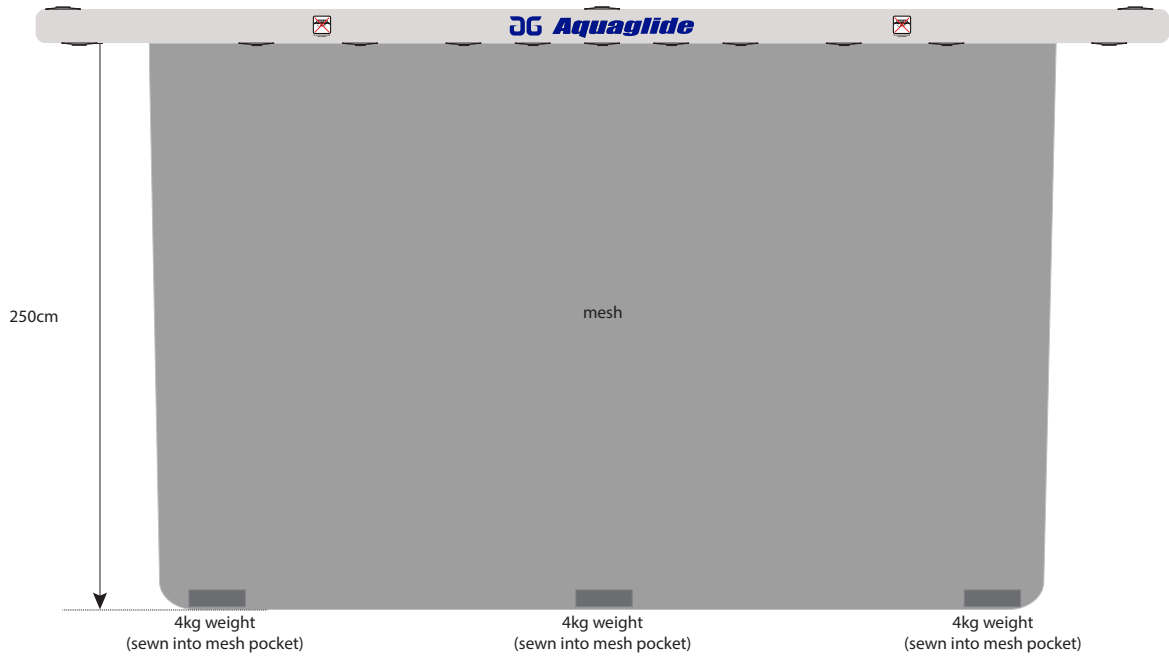 Aquaglide
250cm
mesh
4kg weight
(sewn into mesh pocket)
4kg weight
(sewn into mesh pocket)
4kg weight
(sewn into mesh pocket)